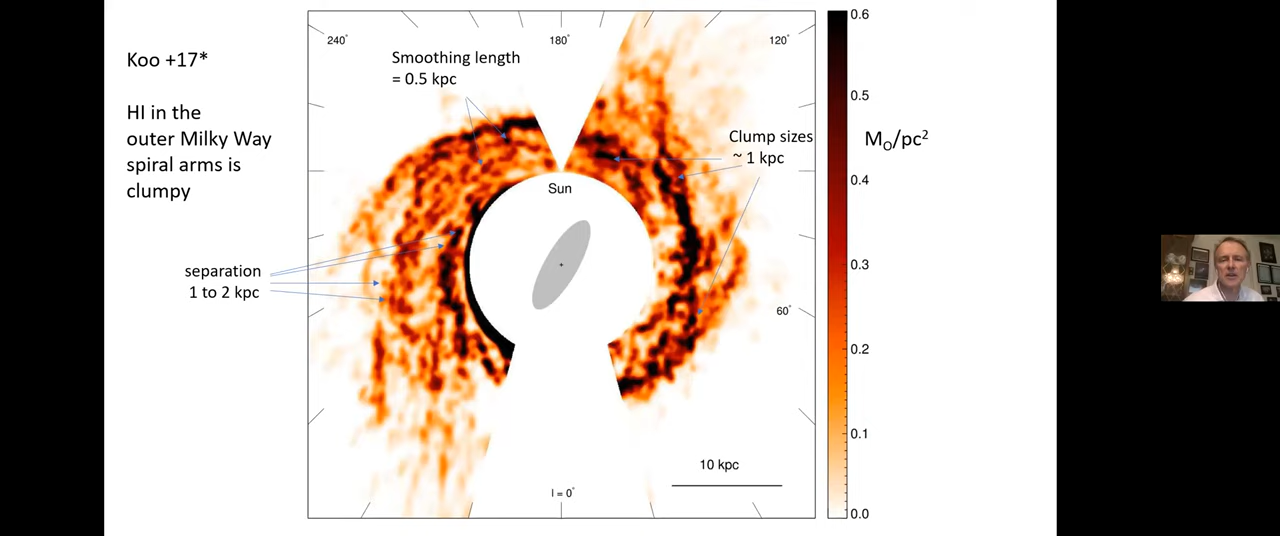 Koo +17*
HI in the
outer Milky Way
spiral arms is
clumpy
separation
1 to 2 kpc
240°
180°
120°
Smoothing length
= 0.5 kpc
Clump sizes
~ 1 kpc
Sun
60°
10 kpc
l = 0°
0.6
0.5
M_O/pc²
0.4
0.3
0.2
0.1
0.0